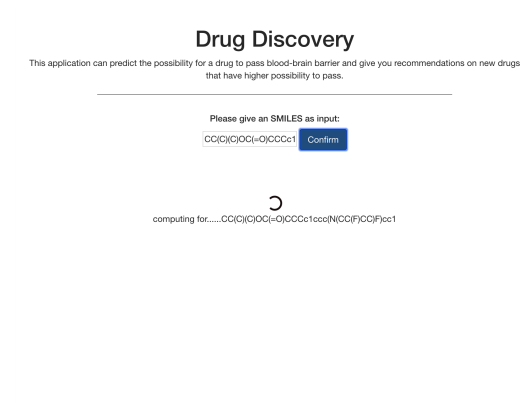 Drug Discovery
This application can predict the possibility for a drug to pass blood-brain barrier and give you recommendations on new drugs
that have higher possibility to pass.
Please give an SMILES as input:
CC(C)(C)OC(=O)CCCc1 Confirm
computing for......CC(C)(C)OC(=O)CCCc1ccc(N(CC(F)CC)F)cc1